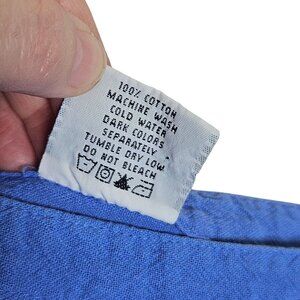 100% COTTON
MACHINE WASH
COLD WATER
DARK COLORS
SEPARATELY
TUMBLE DRY LOW
DO NOT BLEACH